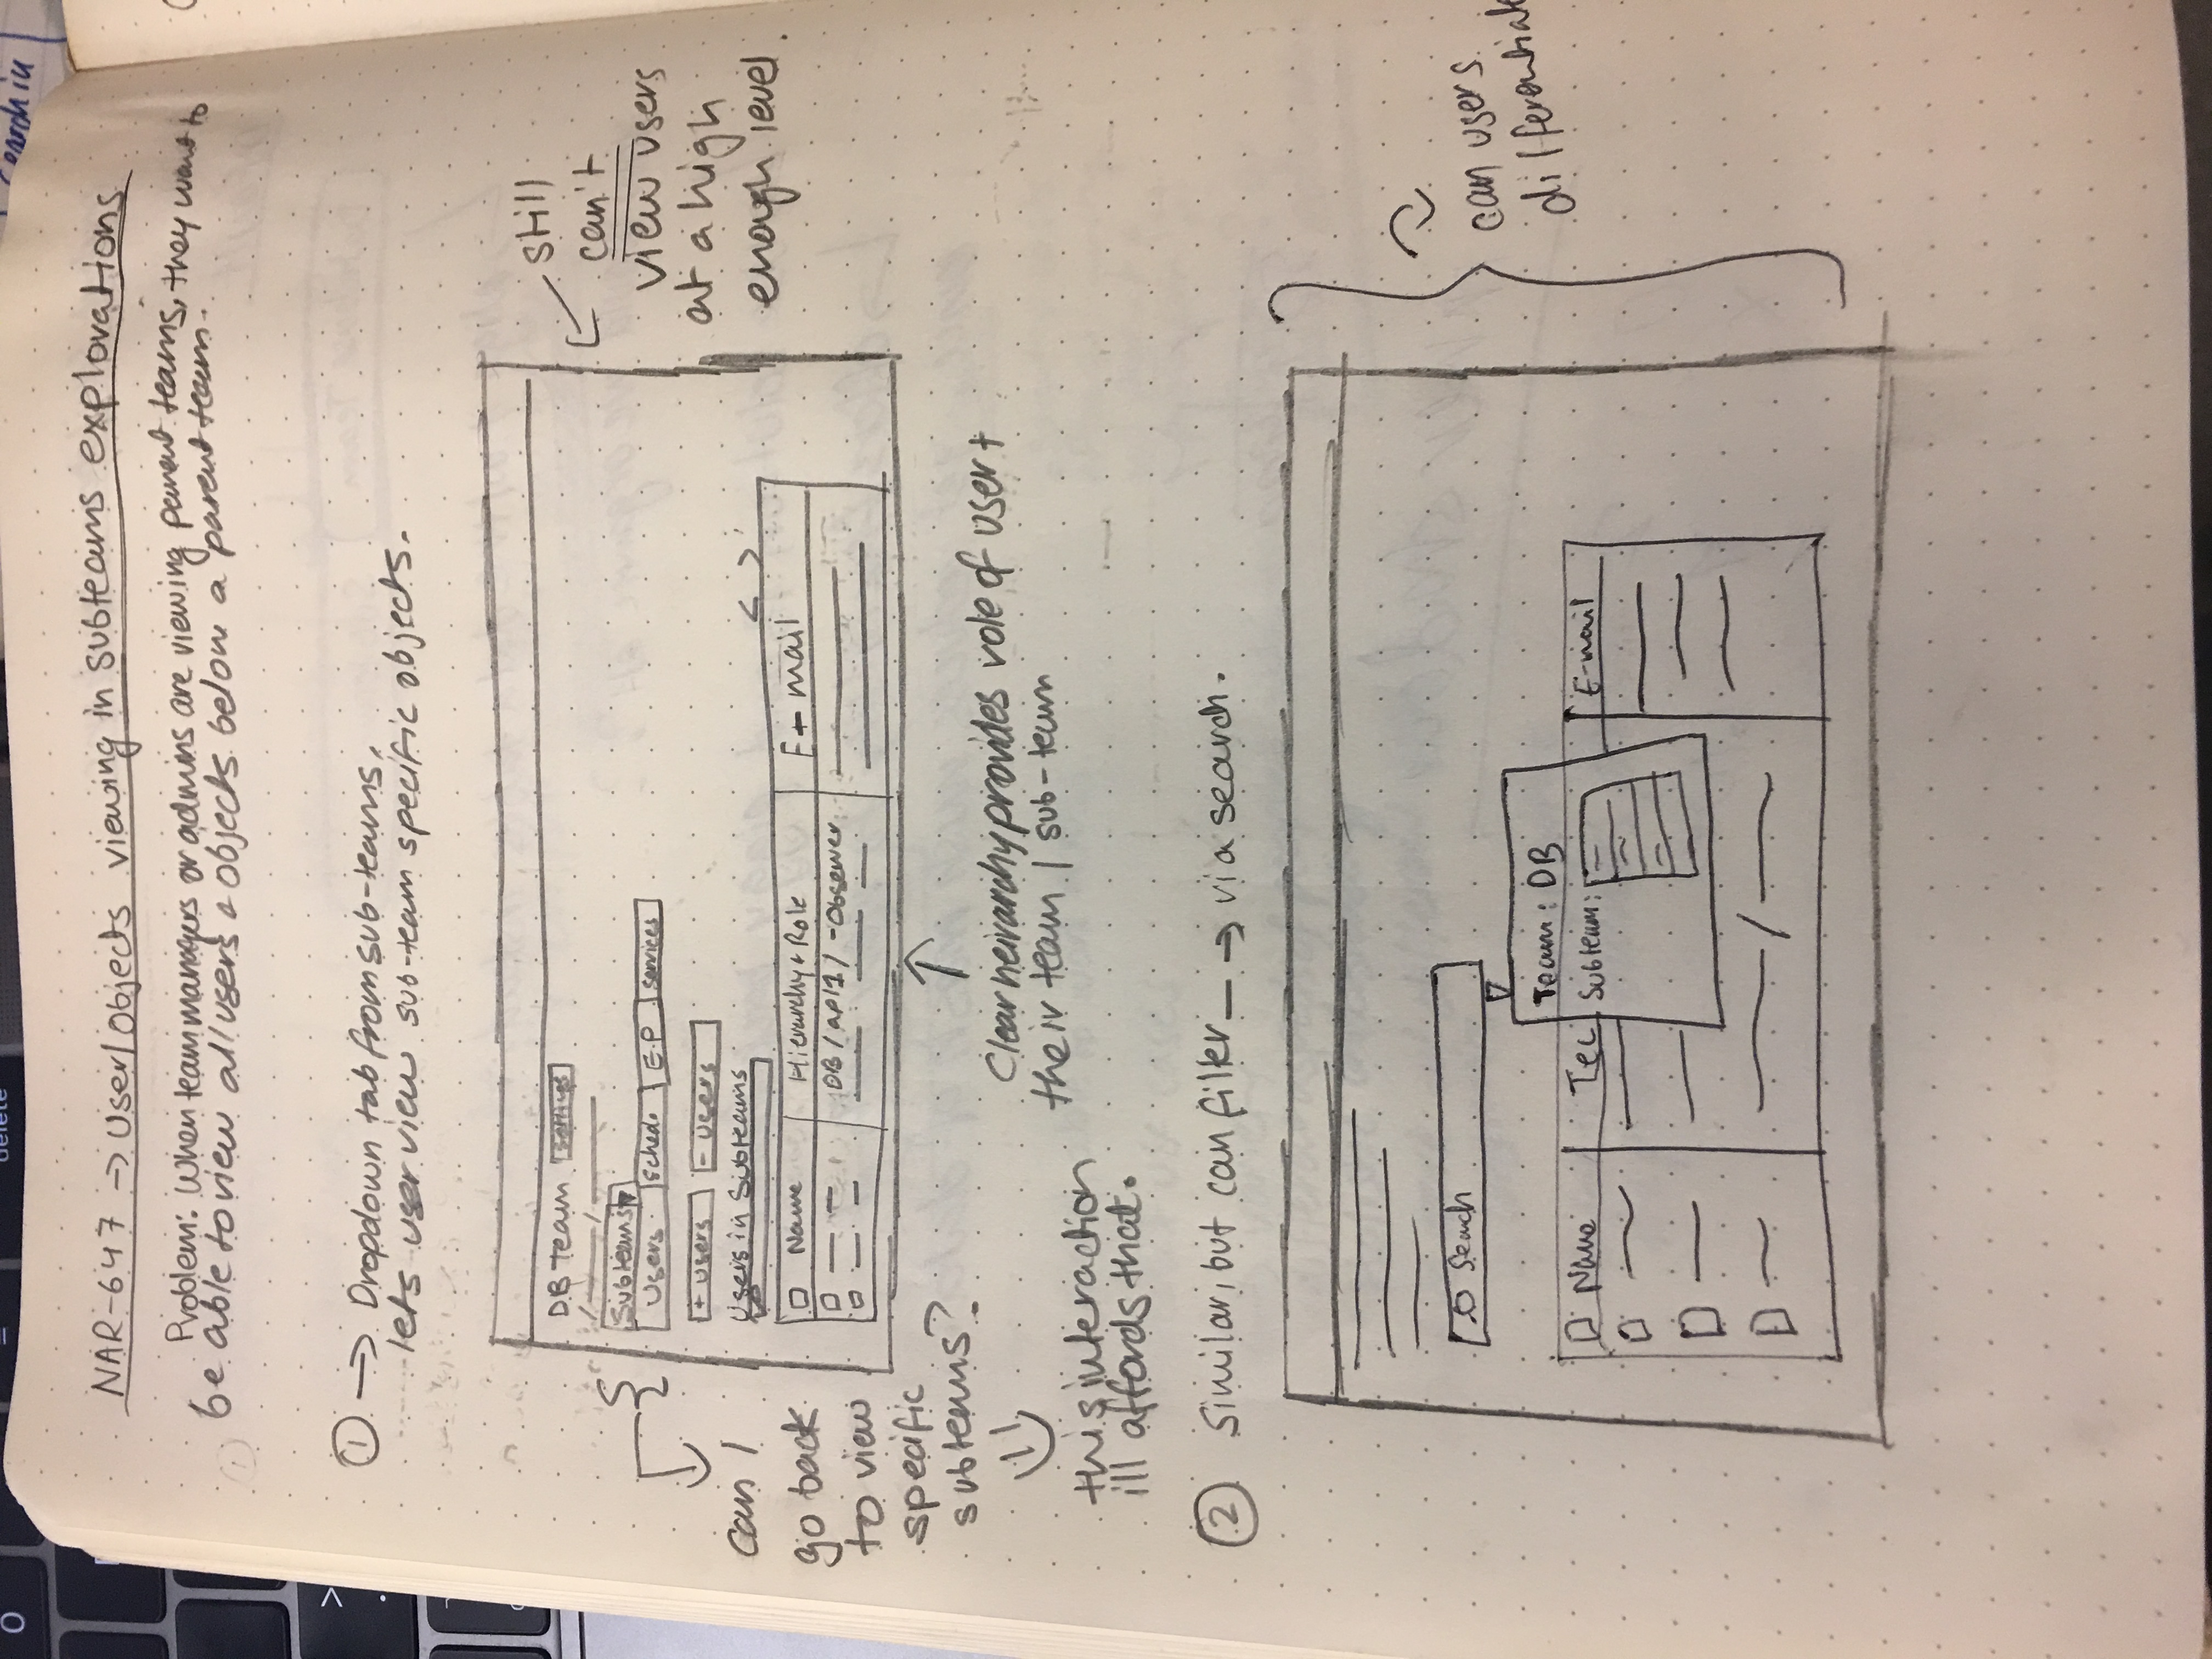 delete
search in
NAR-647 → User/Objects viewing in subteams explorations
Problem: When team managers or admins are viewing parent teams, they want to
be able to view all users & objects below a parent team.
① → Dropdown tab from sub-teams,
lets user view sub-team specific objects.
DB team settings
Subteams
Users Sched. E.P services
+ users - users
Users in Subteams
< >
Name Hierarchy + Role E-mail
DB / ap/1 / - Observer
still
can't
view users
at a high
enough level.
can I
go back
to view
specific
subteams?
this interaction
ill affords that.
Clear heirarchy provides role of user +
their team / sub-team
② Similar, but can filter → via search.
Search
Team: DB
Subteam:
Name Tec E-mail
can users
differentiate